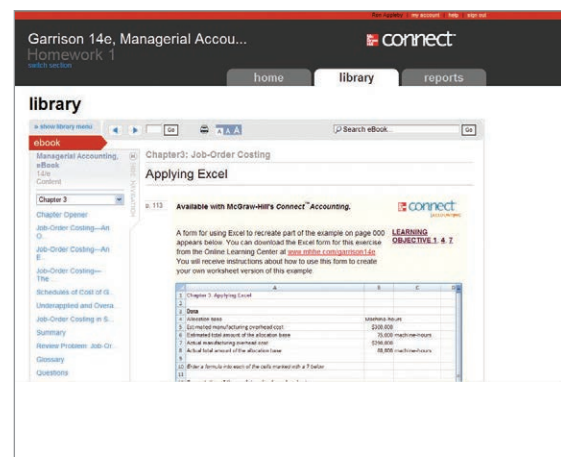 Ron Appleby my account help sign out
Garrison 14e, Managerial Accou...
connect
Homework 1
switch section
home library reports
library
show library menu
Go
A A A
Search eBook...
Go
ebook
Managerial Accounting, eBook
14/e
Content
HIDE NAVIGATION
Chapter 3
Chapter Opener
Job-Order Costing—An O...
Job-Order Costing—An E...
Job-Order Costing—The ...
Schedules of Cost of G...
Underapplied and Overa...
Job-Order Costing in S...
Summary
Review Problem: Job-Or...
Glossary
Questions
Chapter3: Job-Order Costing
Applying Excel
p. 113
Available with McGraw-Hill's Connect™ Accounting.
connect
A form for using Excel to recreate part of the example on page 000
appears below. You can download the Excel form for this exercise
from the Online Learning Center at www.mhhe.com/garrison14e
You will receive instructions about how to use this form to create
your own worksheet version of this example.
LEARNING
OBJECTIVE 1, 4, 7
A B C
1 Chapter 3: Applying Excel
2
3 Data
4 Allocation base Machine-hours
5 Estimated manufacturing overhead cost $300,000
6 Estimated total amount of the allocation base 75,000 machine-hours
7 Actual manufacturing overhead cost
8 Actual total amount of the allocation base 68,000 machine-hours
9
10 Enter a formula into each of the cells marked with a ? below
11